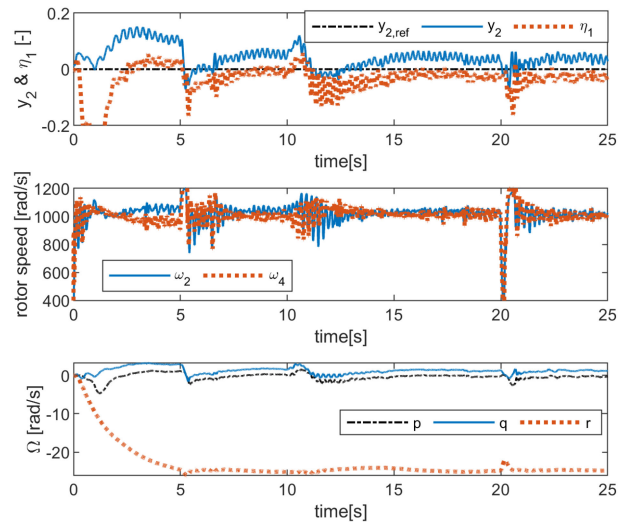 y2,ref y2 η1
0.2
0
-0.2
y2 & η1 [-]
0 5 10 15 20 25
time[s]
1200
1000
800
600
400
rotor speed [rad/s]
ω2 ω4
0 5 10 15 20 25
time[s]
0
-10
-20
Ω [rad/s]
p q r
0 5 10 15 20 25
time[s]